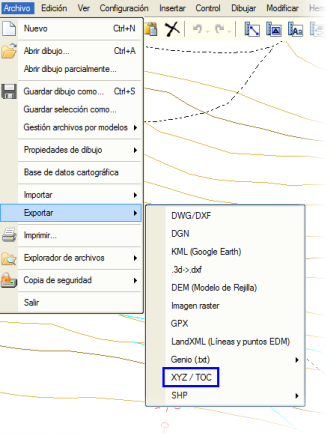 Archivo Edición Ver Configuración Insertar Control Dibujar Modificar
Nuevo Ctrl+N
Abrir dibujo... Ctrl+A
Abrir dibujo parcialmente...
Guardar dibujo como... Ctrl+S
Guardar selección como...
Gestión archivos por modelos
Propiedades de dibujo
Base de datos cartográfica
Importar
Exportar
Imprimir...
Explorador de archivos
Copia de seguridad
Salir
DWG/DXF
DGN
KML (Google Earth)
.3d->.dxf
DEM (Modelo de Rejilla)
Imagen raster
GPX
LandXML (Líneas y puntos EDM)
Genio (.txt)
XYZ / TOC
SHP